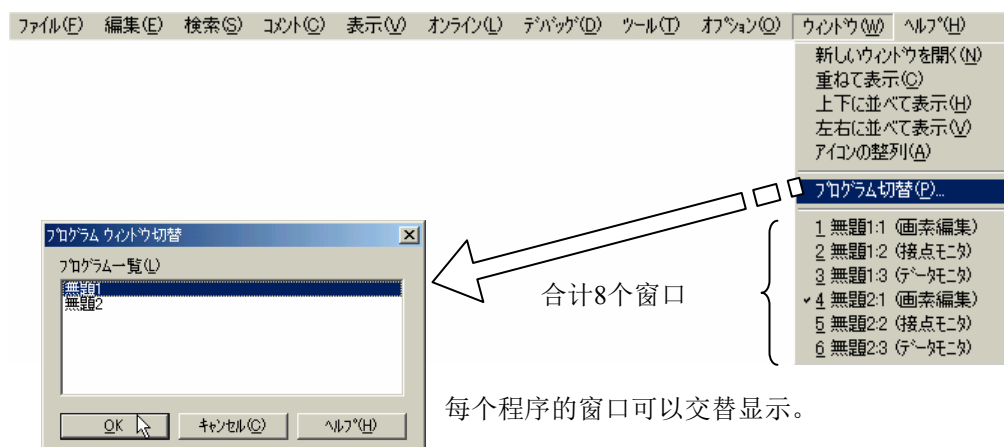 ﾌｧｲﾙ(F) 編集(E) 検索(S) ｺﾒﾝﾄ(C) 表示(V) ｵﾝﾗｲﾝ(L) ﾃﾞﾊﾞｯｸﾞ(D) ﾂｰﾙ(T) ｵﾌﾟｼｮﾝ(O) ｳｨﾝﾄﾞｳ(W) ﾍﾙﾌﾟ(H)
新しいｳｨﾝﾄﾞｳを開く(N)
重ねて表示(C)
上下に並べて表示(H)
左右に並べて表示(V)
ｱｲｺﾝの整列(A)
ﾌﾟﾛｸﾞﾗﾑ切替(P)...
1 無題1:1 (画素編集)
2 無題1:2 (接点ﾓﾆﾀ)
3 無題1:3 (ﾃﾞｰﾀﾓﾆﾀ)
4 無題2:1 (画素編集)
5 無題2:2 (接点ﾓﾆﾀ)
6 無題2:3 (ﾃﾞｰﾀﾓﾆﾀ)
合计8个窗口
ﾌﾟﾛｸﾞﾗﾑ ｳｨﾝﾄﾞｳ切替
ﾌﾟﾛｸﾞﾗﾑ一覧(L)
無題1
無題2
OK ｷｬﾝｾﾙ(C) ﾍﾙﾌﾟ(H)
每个程序的窗口可以交替显示。